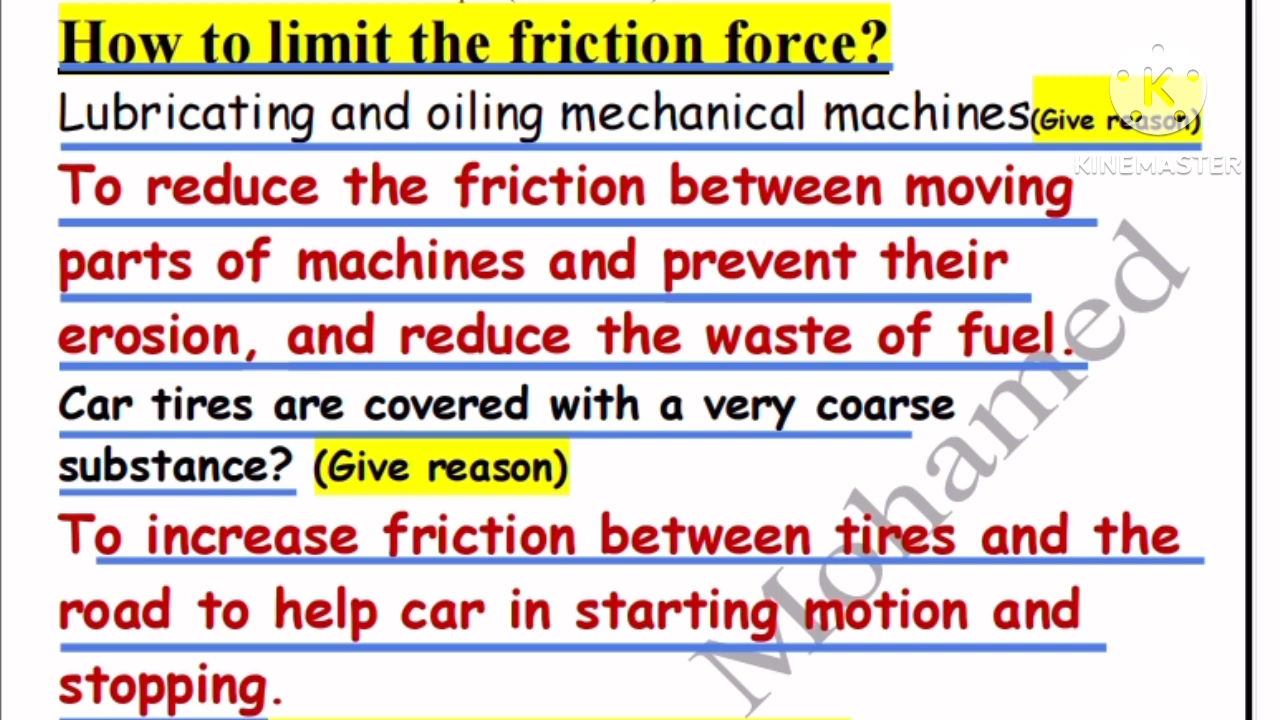 How to limit the friction force?
Lubricating and oiling mechanical machines(Give reason)
K
KINEMASTER
To reduce the friction between moving
parts of machines and prevent their
erosion, and reduce the waste of fuel.
Car tires are covered with a very coarse
substance? (Give reason)
To increase friction between tires and the
road to help car in starting motion and
stopping.
Mohamed